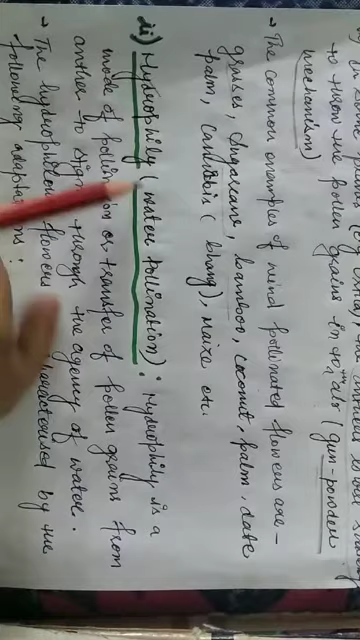 to throw the pollen grains in air (gun-powder
mechanism)
→ The common examples of wind pollinated flowers are -
grasses, sugarcane, bamboo, coconut, palm, date
palm, cannabis (bhang), maize etc.
ii) Hydrophily (water pollination): Hydrophily is a
mode of pollination or transfer of pollen grains from
anther to stigma through the agency of water.
→ The hydrophilous flowers characterised by the
following adaptations: